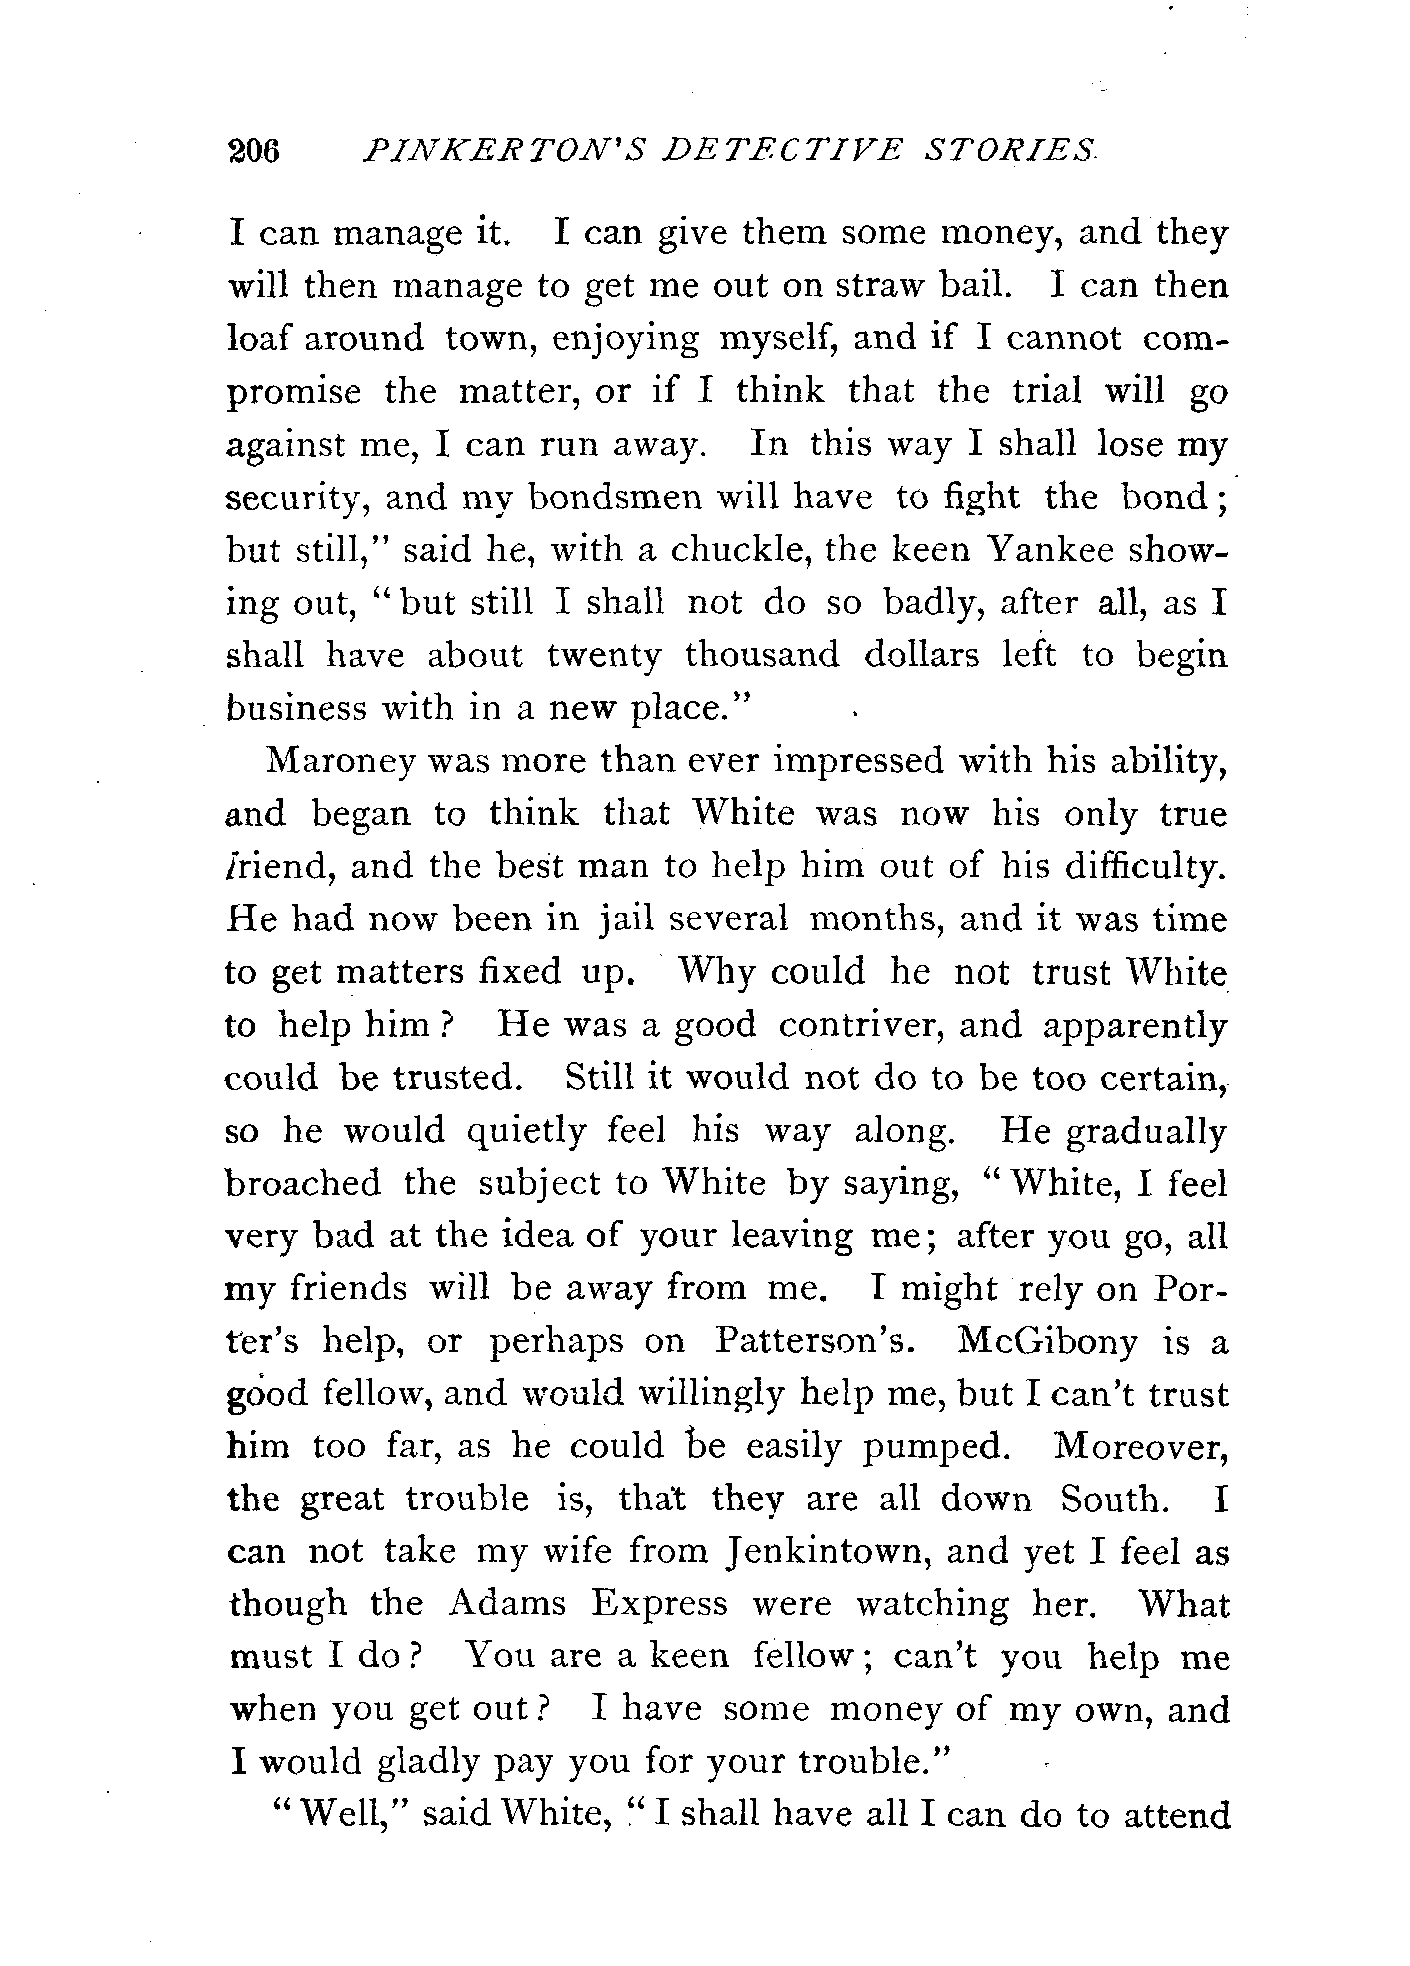 206 PINKERTON'S DETECTIVE STORIES.
I can manage it. I can give them some money, and they
will then manage to get me out on straw bail. I can then
loaf around town, enjoying myself, and if I cannot com-
promise the matter, or if I think that the trial will go
against me, I can run away. In this way I shall lose my
security, and my bondsmen will have to fight the bond;
but still," said he, with a chuckle, the keen Yankee show-
ing out, "but still I shall not do so badly, after all, as I
shall have about twenty thousand dollars left to begin
business with in a new place."
Maroney was more than ever impressed with his ability,
and began to think that White was now his only true
friend, and the best man to help him out of his difficulty.
He had now been in jail several months, and it was time
to get matters fixed up. Why could he not trust White
to help him? He was a good contriver, and apparently
could be trusted. Still it would not do to be too certain,
so he would quietly feel his way along. He gradually
broached the subject to White by saying, "White, I feel
very bad at the idea of your leaving me; after you go, all
my friends will be away from me. I might rely on Por-
ter's help, or perhaps on Patterson's. McGibony is a
good fellow, and would willingly help me, but I can't trust
him too far, as he could be easily pumped. Moreover,
the great trouble is, that they are all down South. I
can not take my wife from Jenkintown, and yet I feel as
though the Adams Express were watching her. What
must I do? You are a keen fellow; can't you help me
when you get out? I have some money of my own, and
I would gladly pay you for your trouble."
"Well," said White, "I shall have all I can do to attend